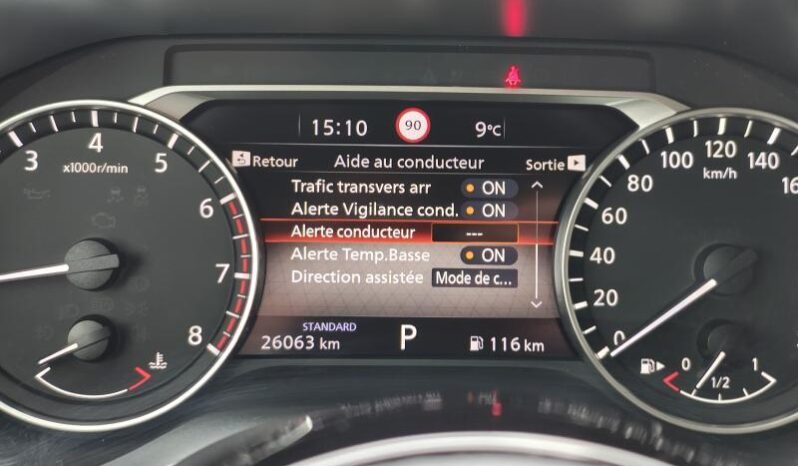 15:10 90 9°C
Retour Aide au conducteur Sortie
Trafic transvers arr ON
Alerte Vigilance cond. ON
Alerte conducteur ---
Alerte Temp.Basse ON
Direction assistée Mode de c...
STANDARD
26063 km P 116 km
3 4 5 6 7 8
x1000r/min
0 20 40 60 80 100 120 140
km/h
0 1/2 1